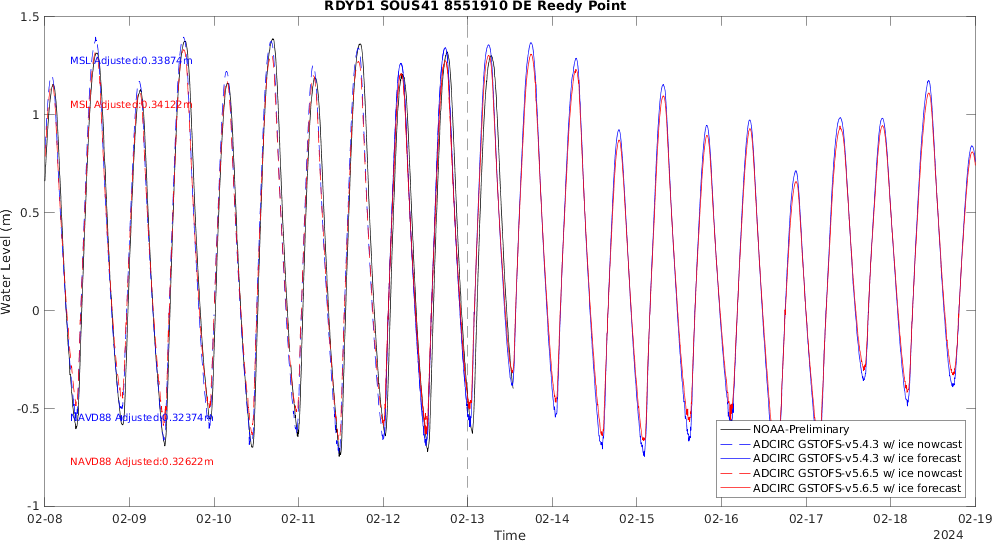 RDYD1 SOUS41 8551910 DE Reedy Point
1.5
1
0.5
0
-0.5
-1
Water Level (m)
MSL Adjusted:0.33874m
MSL Adjusted:0.34122m
NAVD88 Adjusted:0.32374m
NAVD88 Adjusted:0.32622m
NOAA-Preliminary
ADCIRC GSTOFS-v5.4.3 w/ ice nowcast
ADCIRC GSTOFS-v5.4.3 w/ ice forecast
ADCIRC GSTOFS-v5.6.5 w/ ice nowcast
ADCIRC GSTOFS-v5.6.5 w/ ice forecast
02-08 02-09 02-10 02-11 02-12 02-13 02-14 02-15 02-16 02-17 02-18 02-19
Time
2024